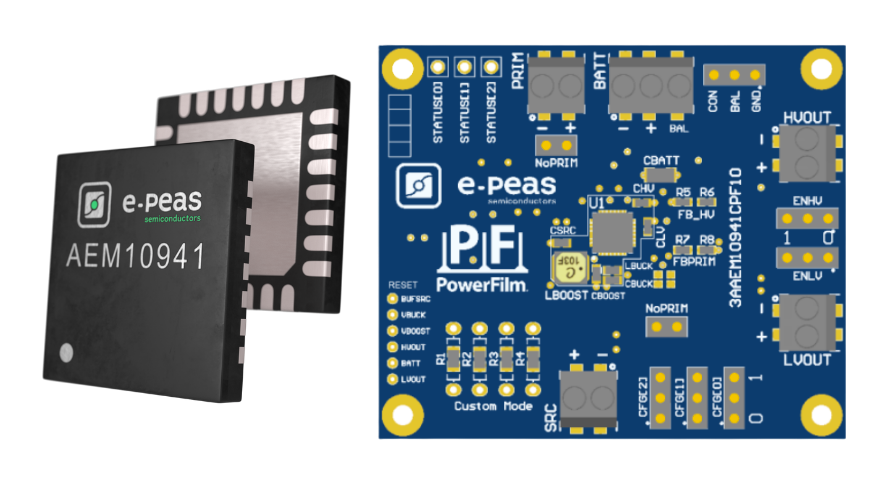 e-peas
semiconductors
AEM10941
STATUS[0]
STATUS[1]
STATUS[2]
PRIM
- +
NoPRIM
BATT
- + BAL
CON
BAL
GND
HVOUT
-
+
ENHV
1 0
ENLV
-
+
LVOUT
3AAEM10941CPF10
e-peas
semiconductors
PF
PowerFilm
CBATT
CHV
U1
R5 R6
FB_HV
CLV
CSRC
R7 R8
FBPRIM
103F
LBUCK
CBUCK
LBOOST
CBOOST
NoPRIM
RESET
BUFSRC
VBUCK
VBOOST
HVOUT
BATT
LVOUT
R1
R2
R3
R4
Custom Mode
+ -
SRC
CFG[2]
CFG[1]
CFG[0]
1
0